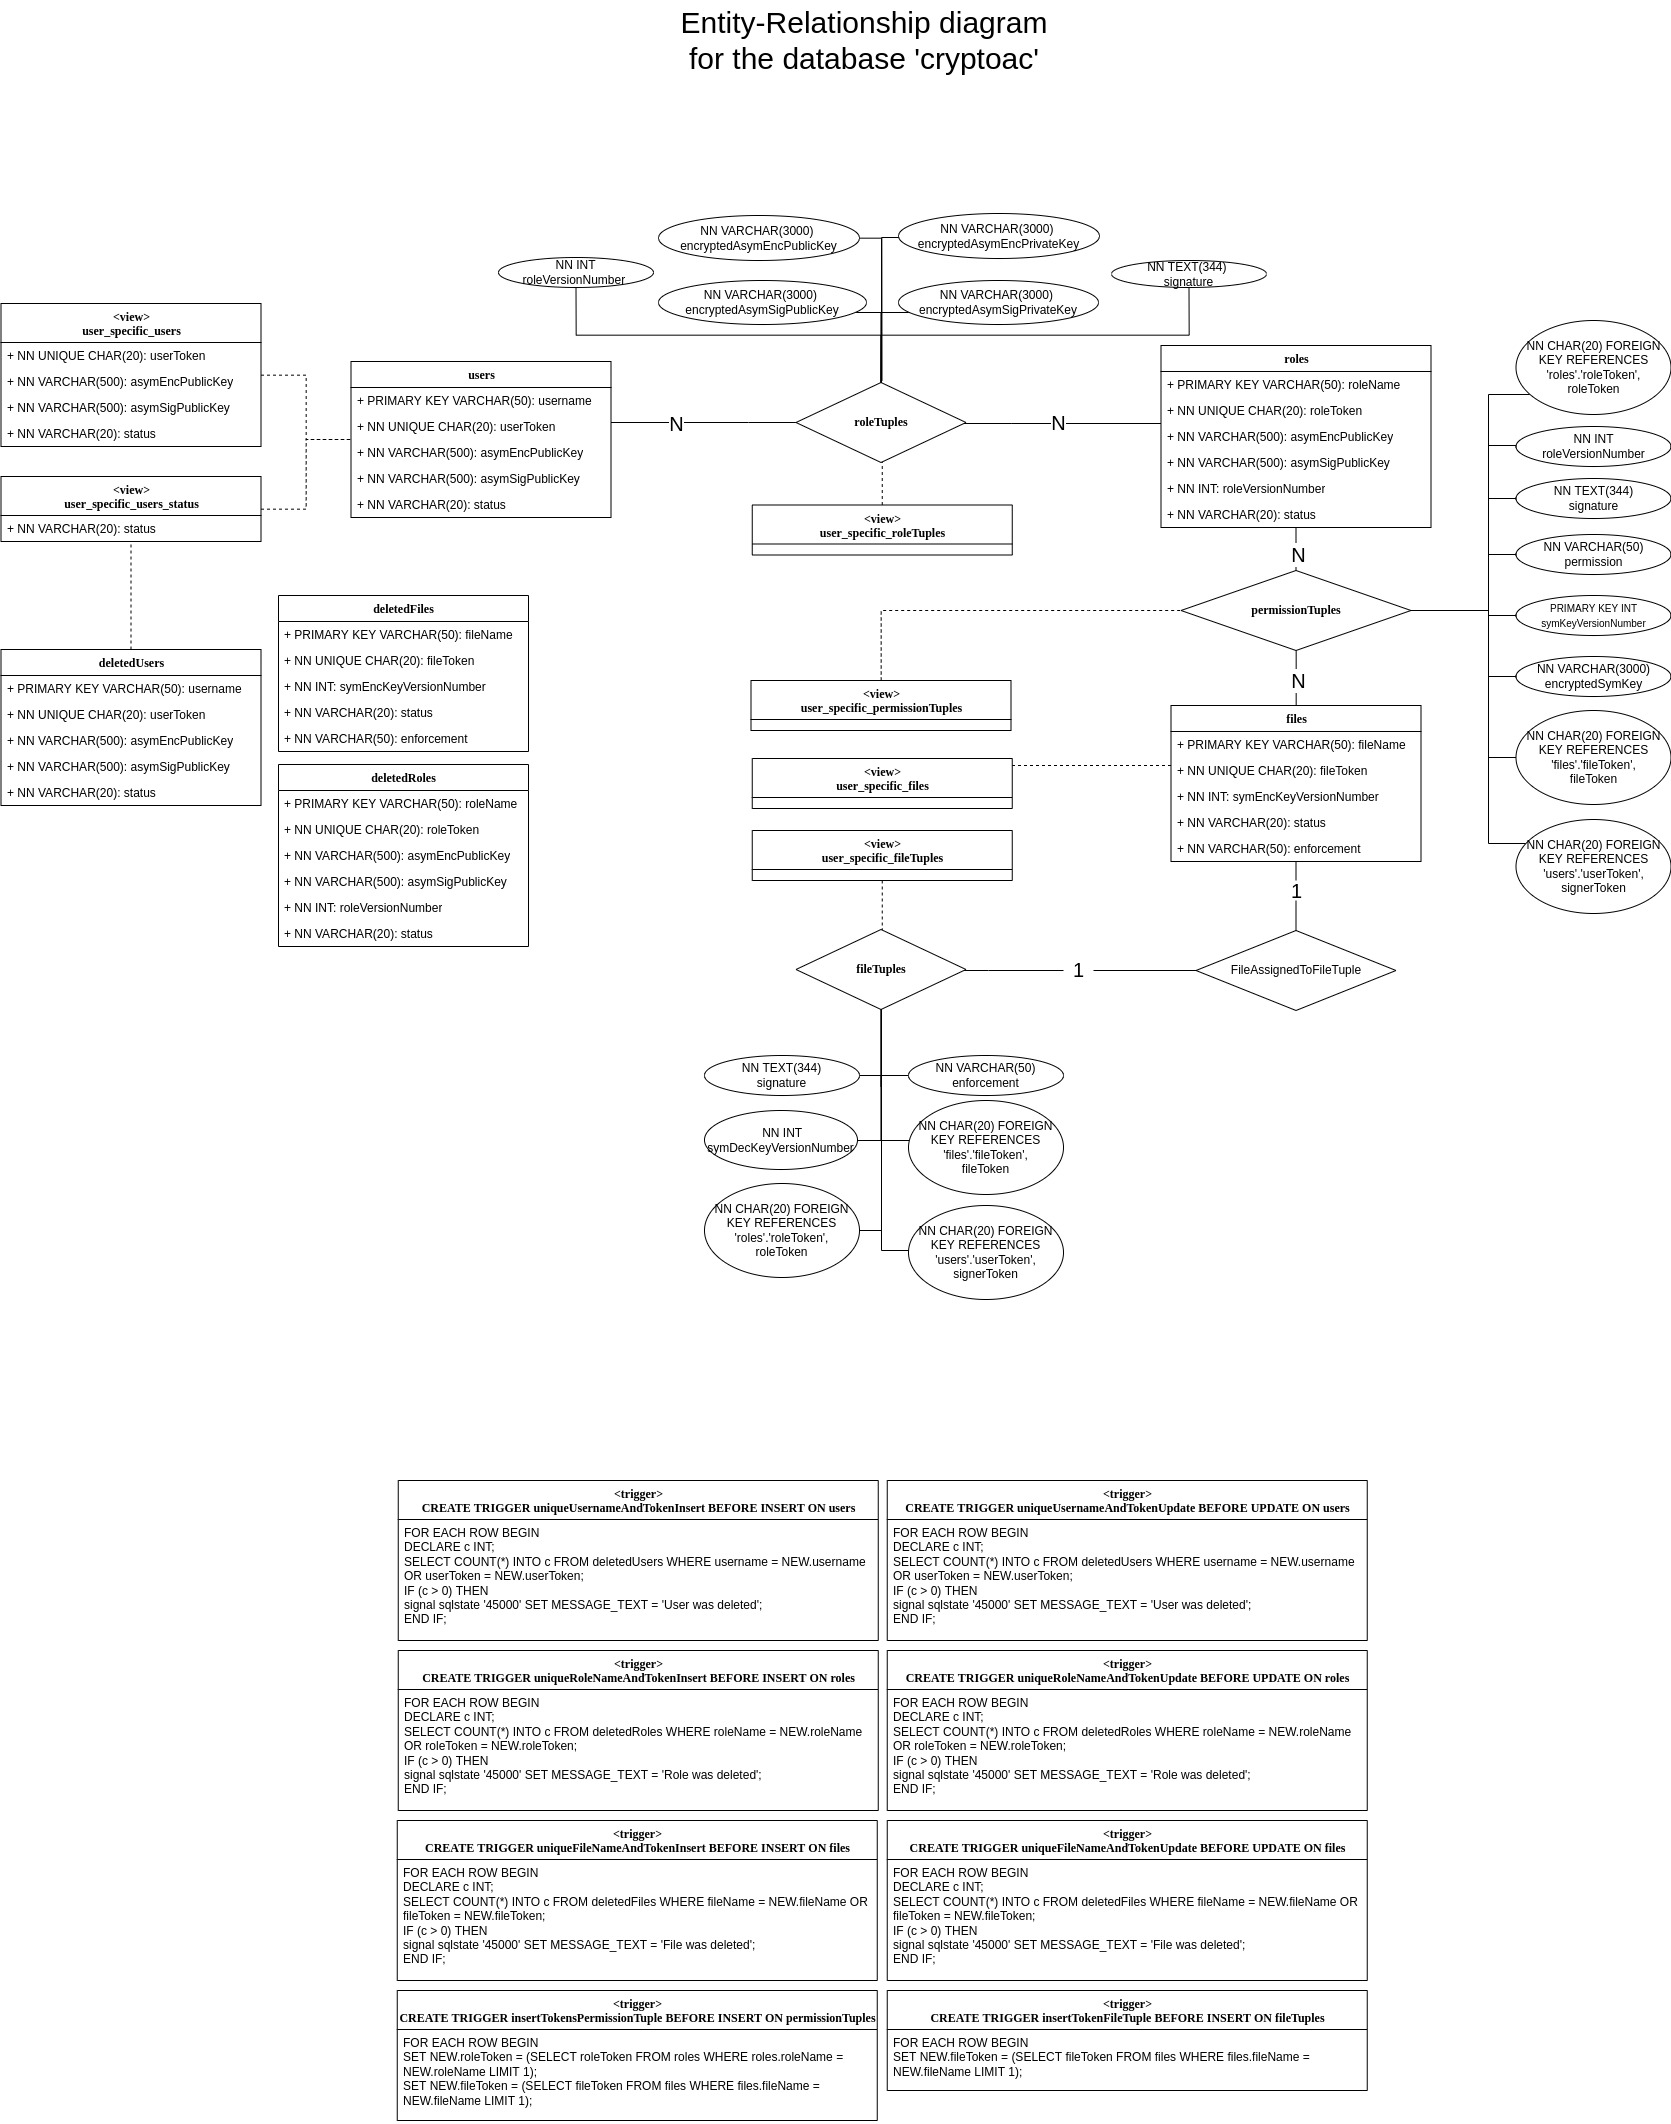 Entity-Relationship diagram
for the database 'cryptoac'
NN VARCHAR(3000)
encryptedAsymEncPublicKey
NN VARCHAR(3000)
encryptedAsymEncPrivateKey
NN INT
roleVersionNumber
NN TEXT(344)
signature
NN VARCHAR(3000)
encryptedAsymSigPublicKey
NN VARCHAR(3000)
encryptedAsymSigPrivateKey
<view>
user_specific_users
+ NN UNIQUE CHAR(20): userToken
+ NN VARCHAR(500): asymEncPublicKey
+ NN VARCHAR(500): asymSigPublicKey
+ NN VARCHAR(20): status
<view>
user_specific_users_status
+ NN VARCHAR(20): status
users
+ PRIMARY KEY VARCHAR(50): username
+ NN UNIQUE CHAR(20): userToken
+ NN VARCHAR(500): asymEncPublicKey
+ NN VARCHAR(500): asymSigPublicKey
+ NN VARCHAR(20): status
N
roleTuples
N
<view>
user_specific_roleTuples
roles
+ PRIMARY KEY VARCHAR(50): roleName
+ NN UNIQUE CHAR(20): roleToken
+ NN VARCHAR(500): asymEncPublicKey
+ NN VARCHAR(500): asymSigPublicKey
+ NN INT: roleVersionNumber
+ NN VARCHAR(20): status
N
permissionTuples
N
NN CHAR(20) FOREIGN
KEY REFERENCES
'roles'.'roleToken',
roleToken
NN INT
roleVersionNumber
NN TEXT(344)
signature
NN VARCHAR(50)
permission
PRIMARY KEY INT
symKeyVersionNumber
NN VARCHAR(3000)
encryptedSymKey
NN CHAR(20) FOREIGN
KEY REFERENCES
'files'.'fileToken',
fileToken
NN CHAR(20) FOREIGN
KEY REFERENCES
'users'.'userToken',
signerToken
deletedUsers
+ PRIMARY KEY VARCHAR(50): username
+ NN UNIQUE CHAR(20): userToken
+ NN VARCHAR(500): asymEncPublicKey
+ NN VARCHAR(500): asymSigPublicKey
+ NN VARCHAR(20): status
deletedFiles
+ PRIMARY KEY VARCHAR(50): fileName
+ NN UNIQUE CHAR(20): fileToken
+ NN INT: symEncKeyVersionNumber
+ NN VARCHAR(20): status
+ NN VARCHAR(50): enforcement
deletedRoles
+ PRIMARY KEY VARCHAR(50): roleName
+ NN UNIQUE CHAR(20): roleToken
+ NN VARCHAR(500): asymEncPublicKey
+ NN VARCHAR(500): asymSigPublicKey
+ NN INT: roleVersionNumber
+ NN VARCHAR(20): status
<view>
user_specific_permissionTuples
<view>
user_specific_files
<view>
user_specific_fileTuples
files
+ PRIMARY KEY VARCHAR(50): fileName
+ NN UNIQUE CHAR(20): fileToken
+ NN INT: symEncKeyVersionNumber
+ NN VARCHAR(20): status
+ NN VARCHAR(50): enforcement
1
fileTuples
1
FileAssignedToFileTuple
NN TEXT(344)
signature
NN VARCHAR(50)
enforcement
NN INT
symDecKeyVersionNumber
NN CHAR(20) FOREIGN
KEY REFERENCES
'files'.'fileToken',
fileToken
NN CHAR(20) FOREIGN
KEY REFERENCES
'roles'.'roleToken',
roleToken
NN CHAR(20) FOREIGN
KEY REFERENCES
'users'.'userToken',
signerToken
<trigger>
CREATE TRIGGER uniqueUsernameAndTokenInsert BEFORE INSERT ON users
FOR EACH ROW BEGIN
DECLARE c INT;
SELECT COUNT(*) INTO c FROM deletedUsers WHERE username = NEW.username
OR userToken = NEW.userToken;
IF (c > 0) THEN
signal sqlstate '45000' SET MESSAGE_TEXT = 'User was deleted';
END IF;
<trigger>
CREATE TRIGGER uniqueUsernameAndTokenUpdate BEFORE UPDATE ON users
FOR EACH ROW BEGIN
DECLARE c INT;
SELECT COUNT(*) INTO c FROM deletedUsers WHERE username = NEW.username
OR userToken = NEW.userToken;
IF (c > 0) THEN
signal sqlstate '45000' SET MESSAGE_TEXT = 'User was deleted';
END IF;
<trigger>
CREATE TRIGGER uniqueRoleNameAndTokenInsert BEFORE INSERT ON roles
FOR EACH ROW BEGIN
DECLARE c INT;
SELECT COUNT(*) INTO c FROM deletedRoles WHERE roleName = NEW.roleName
OR roleToken = NEW.roleToken;
IF (c > 0) THEN
signal sqlstate '45000' SET MESSAGE_TEXT = 'Role was deleted';
END IF;
<trigger>
CREATE TRIGGER uniqueRoleNameAndTokenUpdate BEFORE UPDATE ON roles
FOR EACH ROW BEGIN
DECLARE c INT;
SELECT COUNT(*) INTO c FROM deletedRoles WHERE roleName = NEW.roleName
OR roleToken = NEW.roleToken;
IF (c > 0) THEN
signal sqlstate '45000' SET MESSAGE_TEXT = 'Role was deleted';
END IF;
<trigger>
CREATE TRIGGER uniqueFileNameAndTokenInsert BEFORE INSERT ON files
FOR EACH ROW BEGIN
DECLARE c INT;
SELECT COUNT(*) INTO c FROM deletedFiles WHERE fileName = NEW.fileName OR
fileToken = NEW.fileToken;
IF (c > 0) THEN
signal sqlstate '45000' SET MESSAGE_TEXT = 'File was deleted';
END IF;
<trigger>
CREATE TRIGGER uniqueFileNameAndTokenUpdate BEFORE UPDATE ON files
FOR EACH ROW BEGIN
DECLARE c INT;
SELECT COUNT(*) INTO c FROM deletedFiles WHERE fileName = NEW.fileName OR
fileToken = NEW.fileToken;
IF (c > 0) THEN
signal sqlstate '45000' SET MESSAGE_TEXT = 'File was deleted';
END IF;
<trigger>
CREATE TRIGGER insertTokensPermissionTuple BEFORE INSERT ON permissionTuples
FOR EACH ROW BEGIN
SET NEW.roleToken = (SELECT roleToken FROM roles WHERE roles.roleName =
NEW.roleName LIMIT 1);
SET NEW.fileToken = (SELECT fileToken FROM files WHERE files.fileName =
NEW.fileName LIMIT 1);
<trigger>
CREATE TRIGGER insertTokenFileTuple BEFORE INSERT ON fileTuples
FOR EACH ROW BEGIN
SET NEW.fileToken = (SELECT fileToken FROM files WHERE files.fileName =
NEW.fileName LIMIT 1);